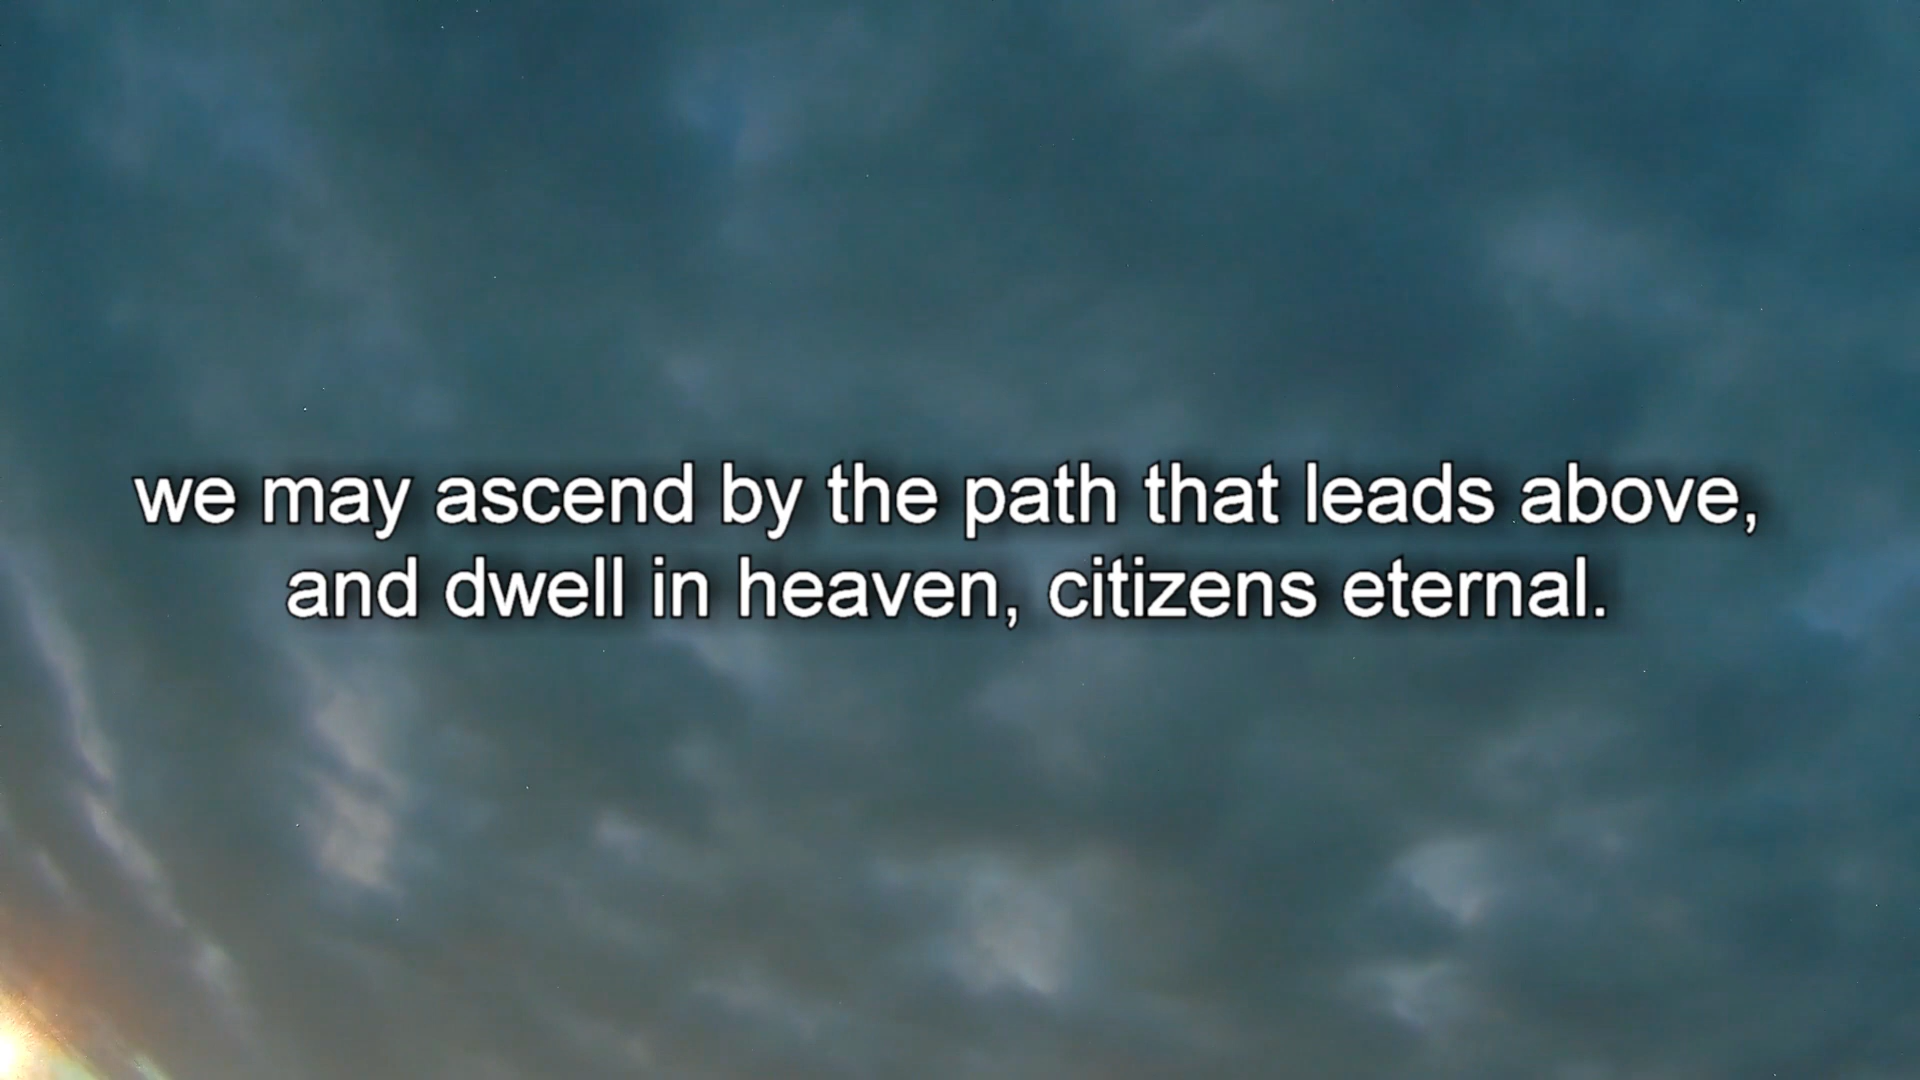 we may ascend by the path that leads above,
and dwell in heaven, citizens eternal.